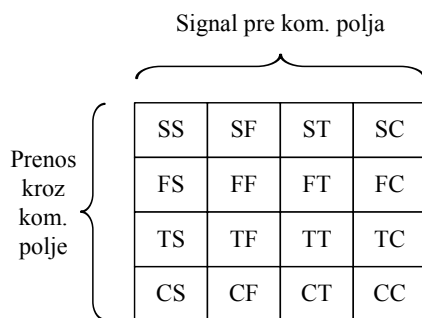 Signal pre kom. polja
Prenos
kroz
kom.
polje
SS SF ST SC
FS FF FT FC
TS TF TT TC
CS CF CT CC